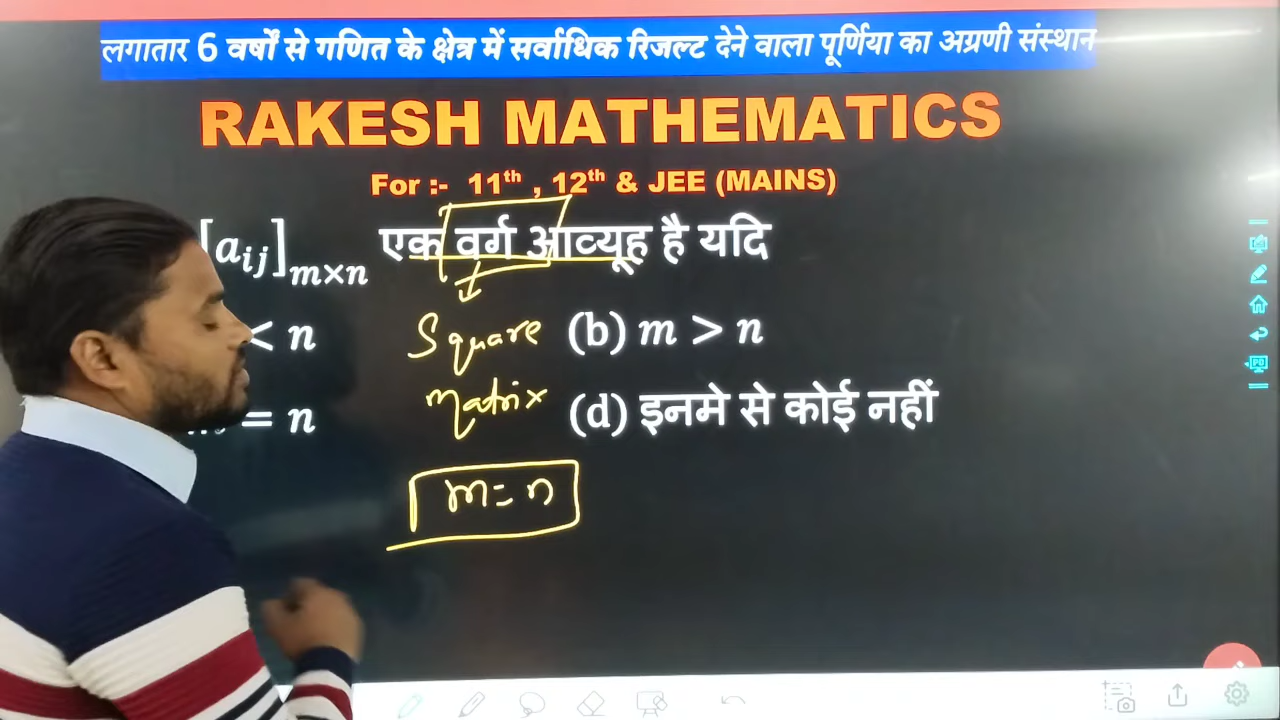 लगातार 6 वर्षों से गणित के क्षेत्र में सर्वाधिक रिजल्ट देने वाला पूर्णिया का अग्रणी संस्थान
RAKESH MATHEMATICS
For :- 11th , 12th & JEE (MAINS)
[aij]m×n एक वर्ग आव्यूह है यदि
< n (b) m > n
Square
= n (d) इनमे से कोई नहीं
Matrix
m = n